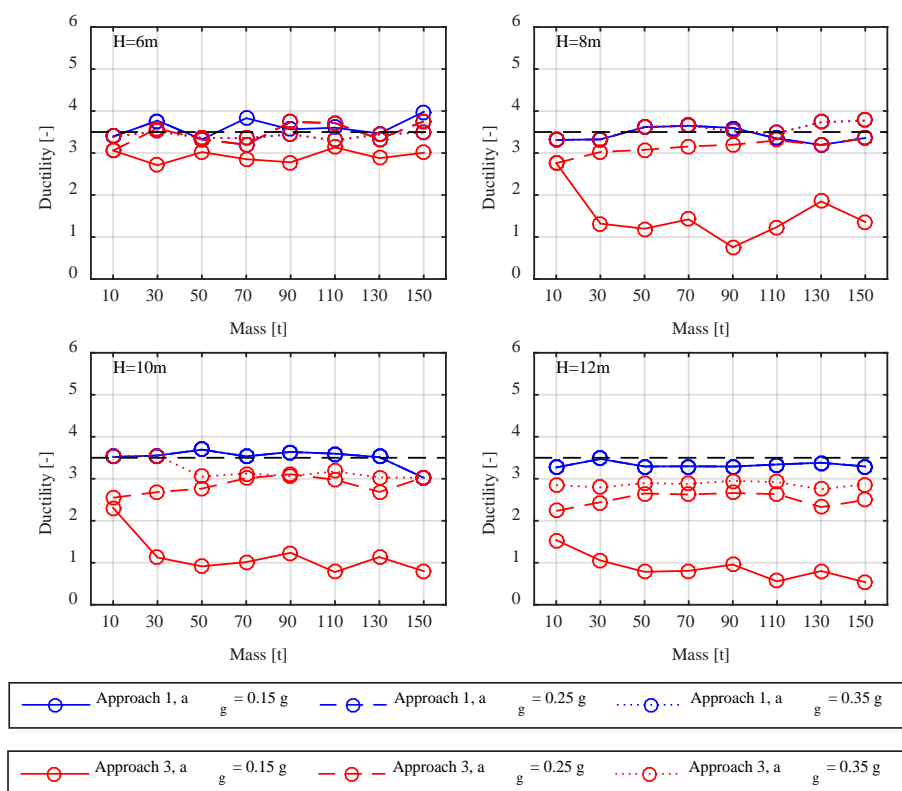 H=6m
6
5
4
3
2
1
0
Ductility [-]
10 30 50 70 90 110 130 150
Mass [t]
H=8m
6
5
4
3
2
1
0
Ductility [-]
10 30 50 70 90 110 130 150
Mass [t]
H=10m
6
5
4
3
2
1
0
Ductility [-]
10 30 50 70 90 110 130 150
Mass [t]
H=12m
6
5
4
3
2
1
0
Ductility [-]
10 30 50 70 90 110 130 150
Mass [t]
Approach 1, a g = 0.15 g Approach 1, a g = 0.25 g Approach 1, a g = 0.35 g
Approach 3, a g = 0.15 g Approach 3, a g = 0.25 g Approach 3, a g = 0.35 g